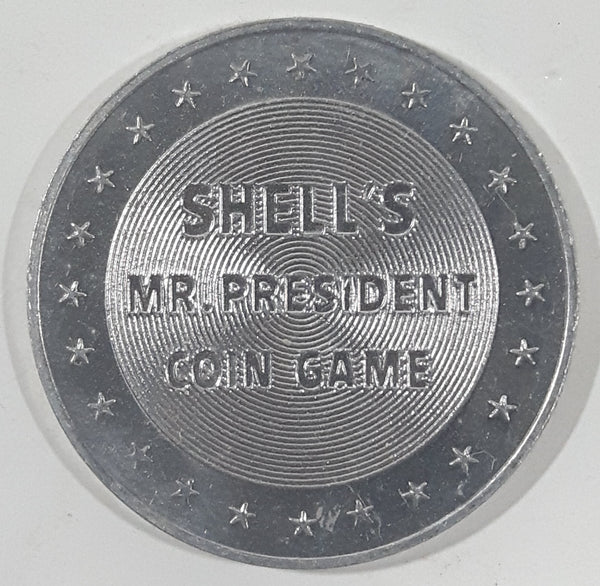 SHELL'S
MR. PRESIDENT
COIN GAME